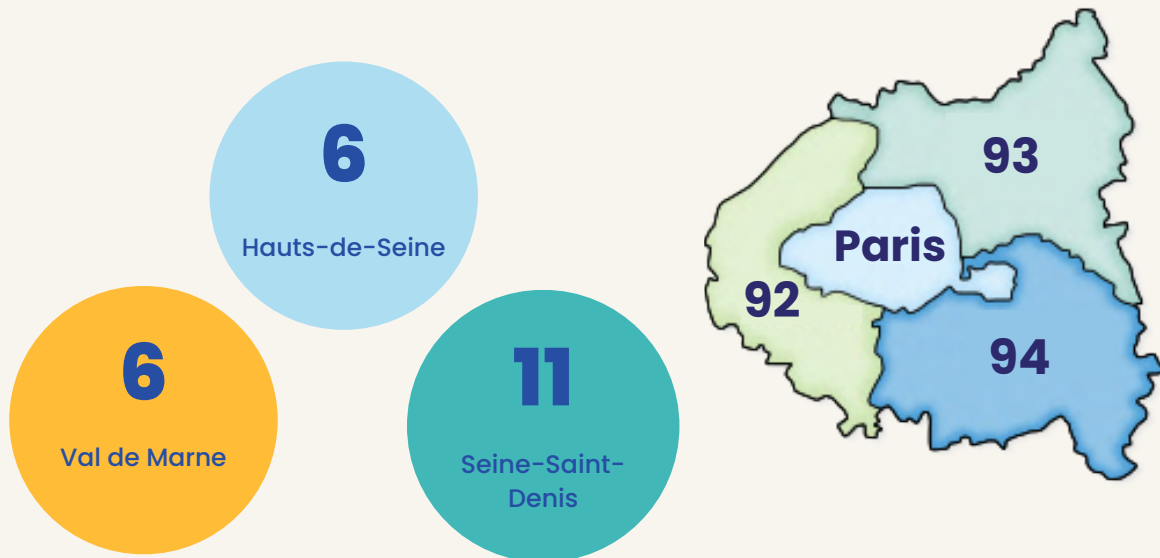 6
Hauts-de-Seine
6
Val de Marne
11
Seine-Saint-
Denis
93
Paris
92
94